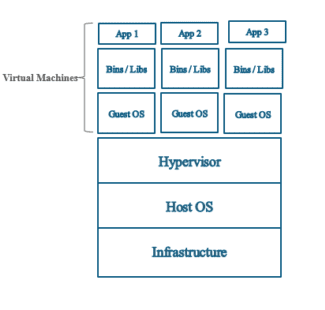 App 1
App 2
App 3
Bins / Libs
Bins / Libs
Bins / Libs
Virtual Machines
Guest OS
Guest OS
Guest OS
Hypervisor
Host OS
Infrastructure